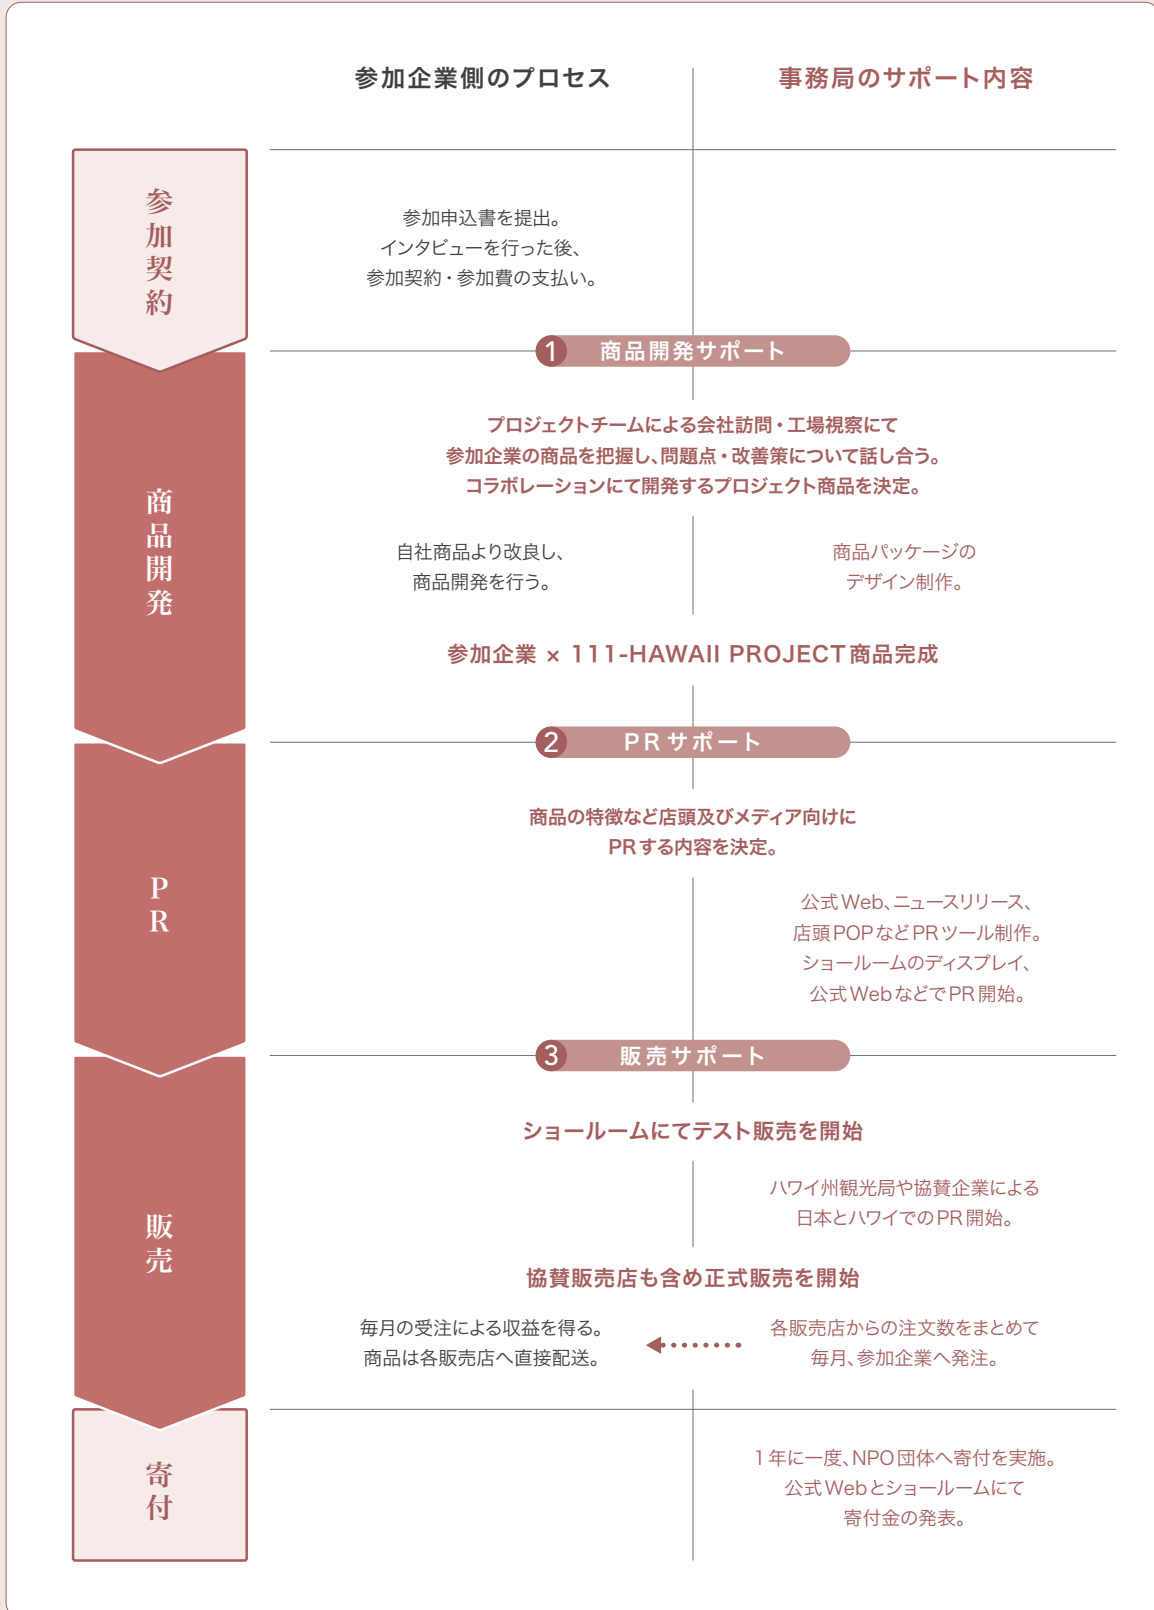 参加企業側のプロセス
事務局のサポート内容
参加契約
参加申込書を提出。
インタビューを行った後、
参加契約・参加費の支払い。
1 商品開発サポート
商品開発
プロジェクトチームによる会社訪問・工場視察にて
参加企業の商品を把握し、問題点・改善策について話し合う。
コラボレーションにて開発するプロジェクト商品を決定。
自社商品より改良し、
商品開発を行う。
商品パッケージの
デザイン制作。
参加企業 × 111-HAWAII PROJECT商品完成
2 PRサポート
PR
商品の特徴など店頭及びメディア向けに
PRする内容を決定。
公式Web、ニュースリリース、
店頭POPなどPRツール制作。
ショールームのディスプレイ、
公式WebなどでPR開始。
3 販売サポート
販売
ショールームにてテスト販売を開始
ハワイ州観光局や協賛企業による
日本とハワイでのPR開始。
協賛販売店も含め正式販売を開始
毎月の受注による収益を得る。
商品は各販売店へ直接配送。
各販売店からの注文数をまとめて
毎月、参加企業へ発注。
寄付
1年に一度、NPO団体へ寄付を実施。
公式Webとショールームにて
寄付金の発表。